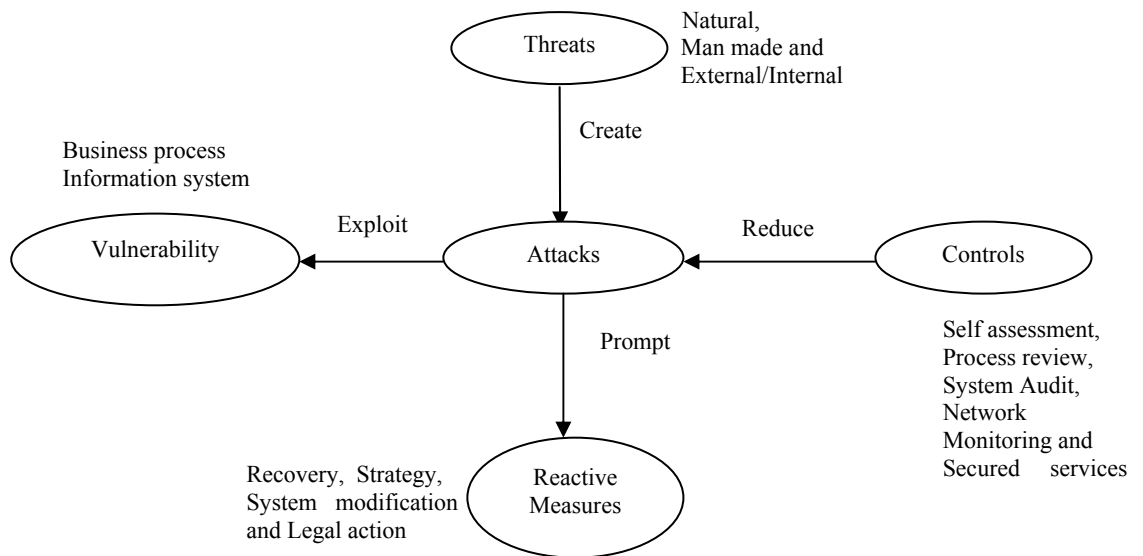 Threats
Natural,
Man made and
External/Internal
Create
Business process
Information system
Vulnerability
Exploit
Attacks
Reduce
Controls
Self assessment,
Process review,
System Audit,
Network
Monitoring and
Secured services
Prompt
Recovery, Strategy,
System modification
and Legal action
Reactive
Measures